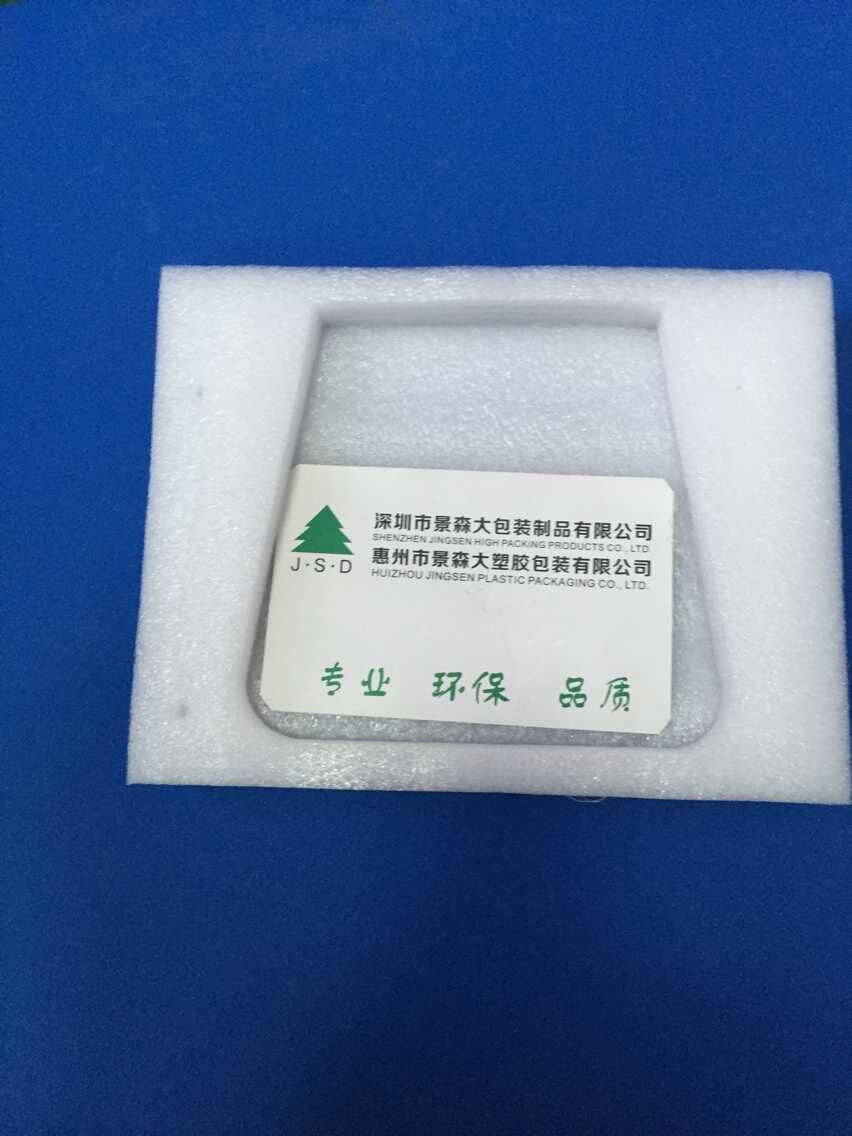 深圳市景森大包装制品有限公司
SHENZHEN JINGSEN HIGH PACKING PRODUCTS CO., LTD.
J·S·D
惠州市景森大塑胶包装有限公司
HUIZHOU JINGSEN PLASTIC PACKAGING CO., LTD.
专业 环保 品质